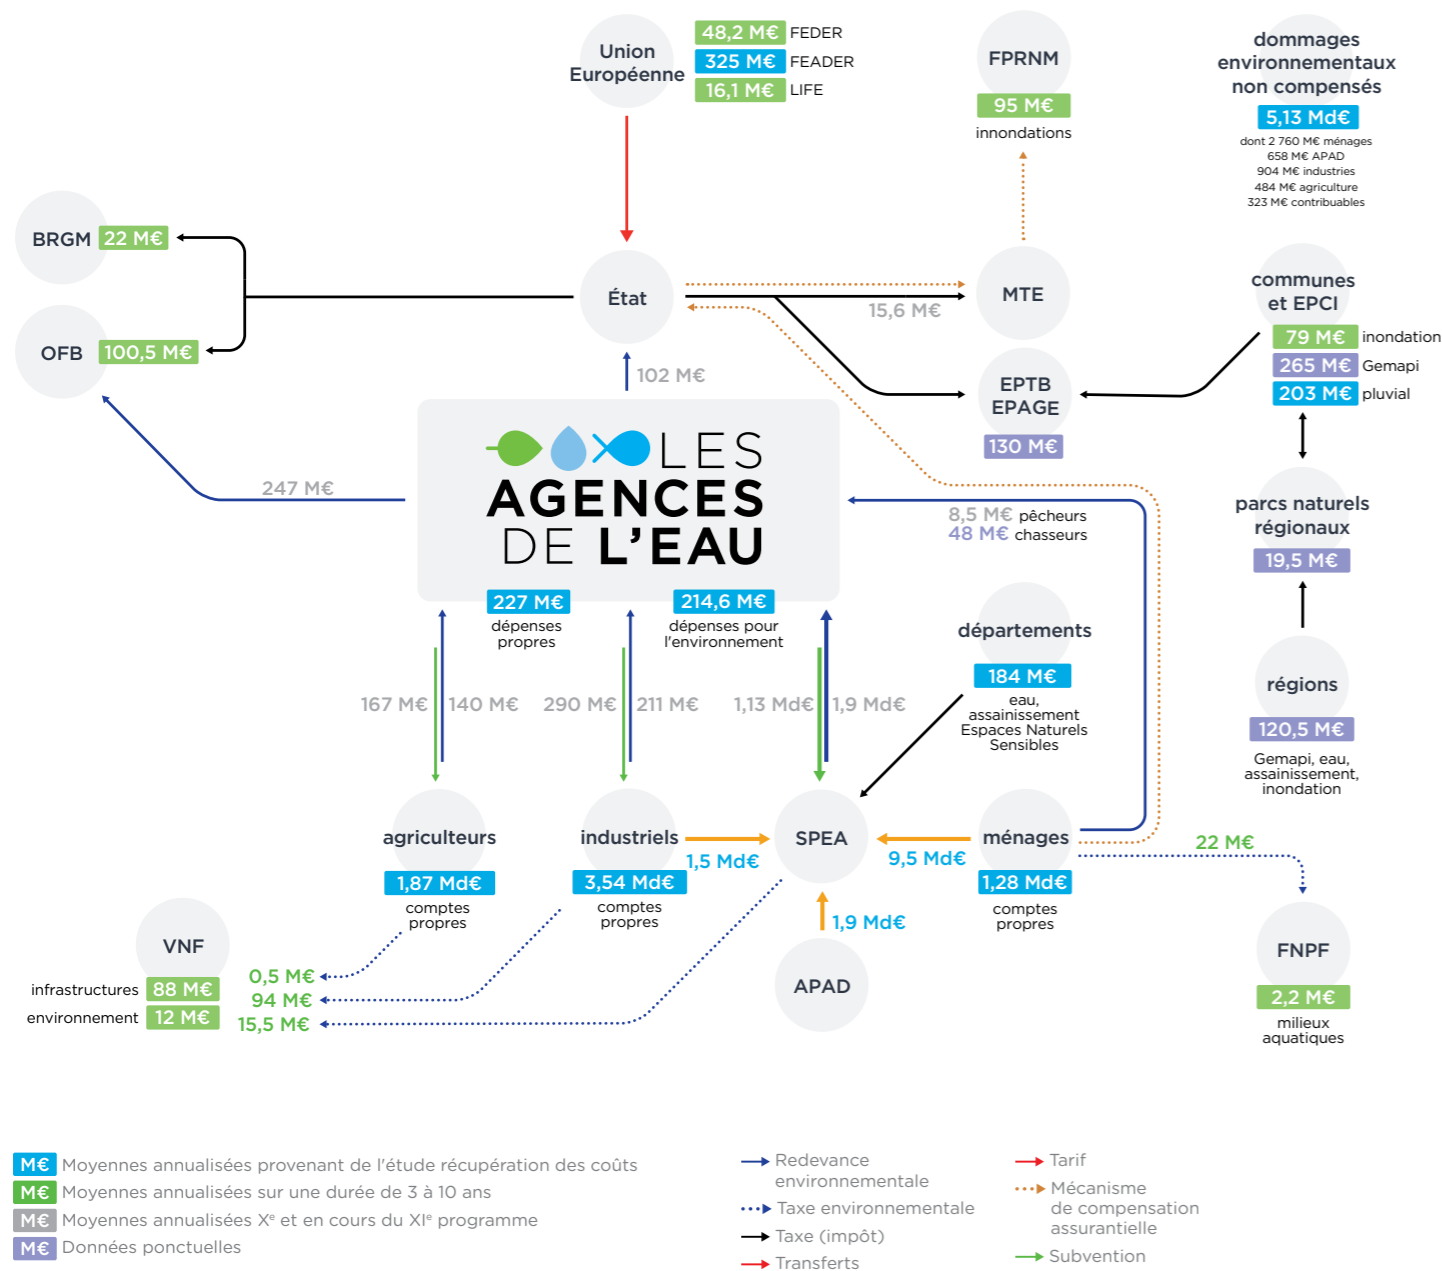 Union
Européenne
48,2 M€ FEDER
325 M€ FEADER
16,1 M€ LIFE
FPRNM
95 M€
innondations
dommages
environnementaux
non compensés
5,13 Md€
dont 2 760 M€ ménages
658 M€ APAD
904 M€ industries
484 M€ agriculture
323 M€ contribuables
BRGM 22 M€
OFB 100,5 M€
État
15,6 M€
MTE
EPTB
EPAGE
130 M€
communes
et EPCI
79 M€ inondation
265 M€ Gemapi
203 M€ pluvial
102 M€
247 M€
LES
AGENCES
DE L'EAU
8,5 M€ pêcheurs
48 M€ chasseurs
parcs naturels
régionaux
19,5 M€
227 M€
dépenses
propres
214,6 M€
dépenses pour
l'environnement
départements
184 M€
eau,
assainissement
Espaces Naturels
Sensibles
régions
120,5 M€
Gemapi, eau,
assainissement,
inondation
167 M€ 140 M€
290 M€ 211 M€
1,13 Md€ 1,9 Md€
agriculteurs
1,87 Md€
comptes
propres
industriels
3,54 Md€
comptes
propres
1,5 Md€
SPEA
9,5 Md€
ménages
1,28 Md€
comptes
propres
22 M€
1,9 Md€
APAD
FNPF
2,2 M€
milieux
aquatiques
VNF
infrastructures 88 M€
environnement 12 M€
0,5 M€
94 M€
15,5 M€
M€ Moyennes annualisées provenant de l'étude récupération des coûts
M€ Moyennes annualisées sur une durée de 3 à 10 ans
M€ Moyennes annualisées Xe et en cours du XIe programme
M€ Données ponctuelles
Redevance
environnementale
Taxe environnementale
Taxe (impôt)
Transferts
Tarif
Mécanisme
de compensation
assurantielle
Subvention